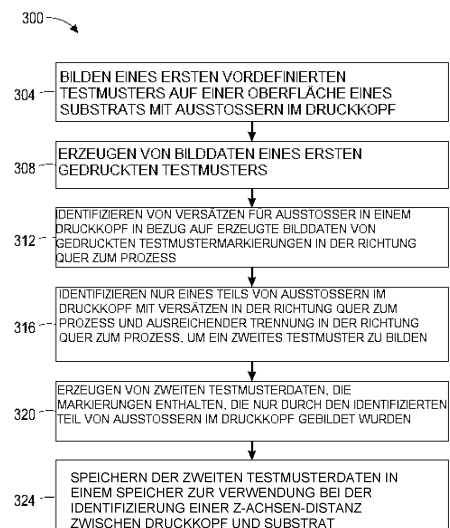 300
304
BILDEN EINES ERSTEN VORDEFINIERTEN
TESTMUSTERS AUF EINER OBERFLÄCHE EINES
SUBSTRATS MIT AUSSTOSSERN IM DRUCKKOPF
308
ERZEUGEN VON BILDDATEN EINES ERSTEN
GEDRUCKTEN TESTMUSTERS
312
IDENTIFIZIEREN VON VERSÄTZEN FÜR AUSSTOSSER IN EINEM
DRUCKKOPF IN BEZUG AUF ERZEUGTE BILDDATEN VON
GEDRUCKTEN TESTMUSTERMARKIERUNGEN IN DER RICHTUNG
QUER ZUM PROZESS
316
IDENTIFIZIEREN NUR EINES TEILS VON AUSSTOSSERN IM
DRUCKKOPF MIT VERSÄTZEN IN DER RICHTUNG QUER ZUM
PROZESS UND AUSREICHENDER TRENNUNG IN DER RICHTUNG
QUER ZUM PROZESS, UM EIN ZWEITES TESTMUSTER ZU BILDEN
320
ERZEUGEN VON ZWEITEN TESTMUSTERDATEN, DIE
MARKIERUNGEN ENTHALTEN, DIE NUR DURCH DEN IDENTIFIZIERTEN
TEIL VON AUSSTOSSERN IM DRUCKKOPF GEBILDET WURDEN
324
SPEICHERN DER ZWEITEN TESTMUSTERDATEN IN
EINEM SPEICHER ZUR VERWENDUNG BEI DER
IDENTIFIZIERUNG EINER Z-ACHSEN-DISTANZ
ZWISCHEN DRUCKKOPF UND SUBSTRAT